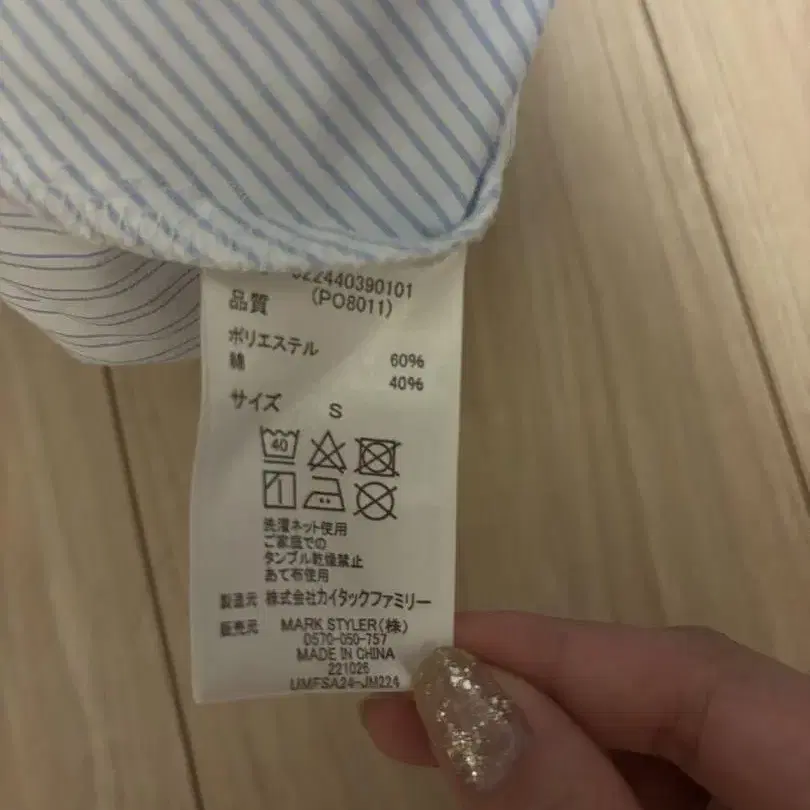 22440390101
品質 (PO8011)
ポリエステル 60%
綿 40%
サイズ S
40
洗濯ネット使用
ご家庭での
タンブル乾燥禁止
あて布使用
製造元 株式会社カイタックファミリー
販売元 MARK STYLER(株)
0570-050-757
MADE IN CHINA
221026
UMFSA24-JM224